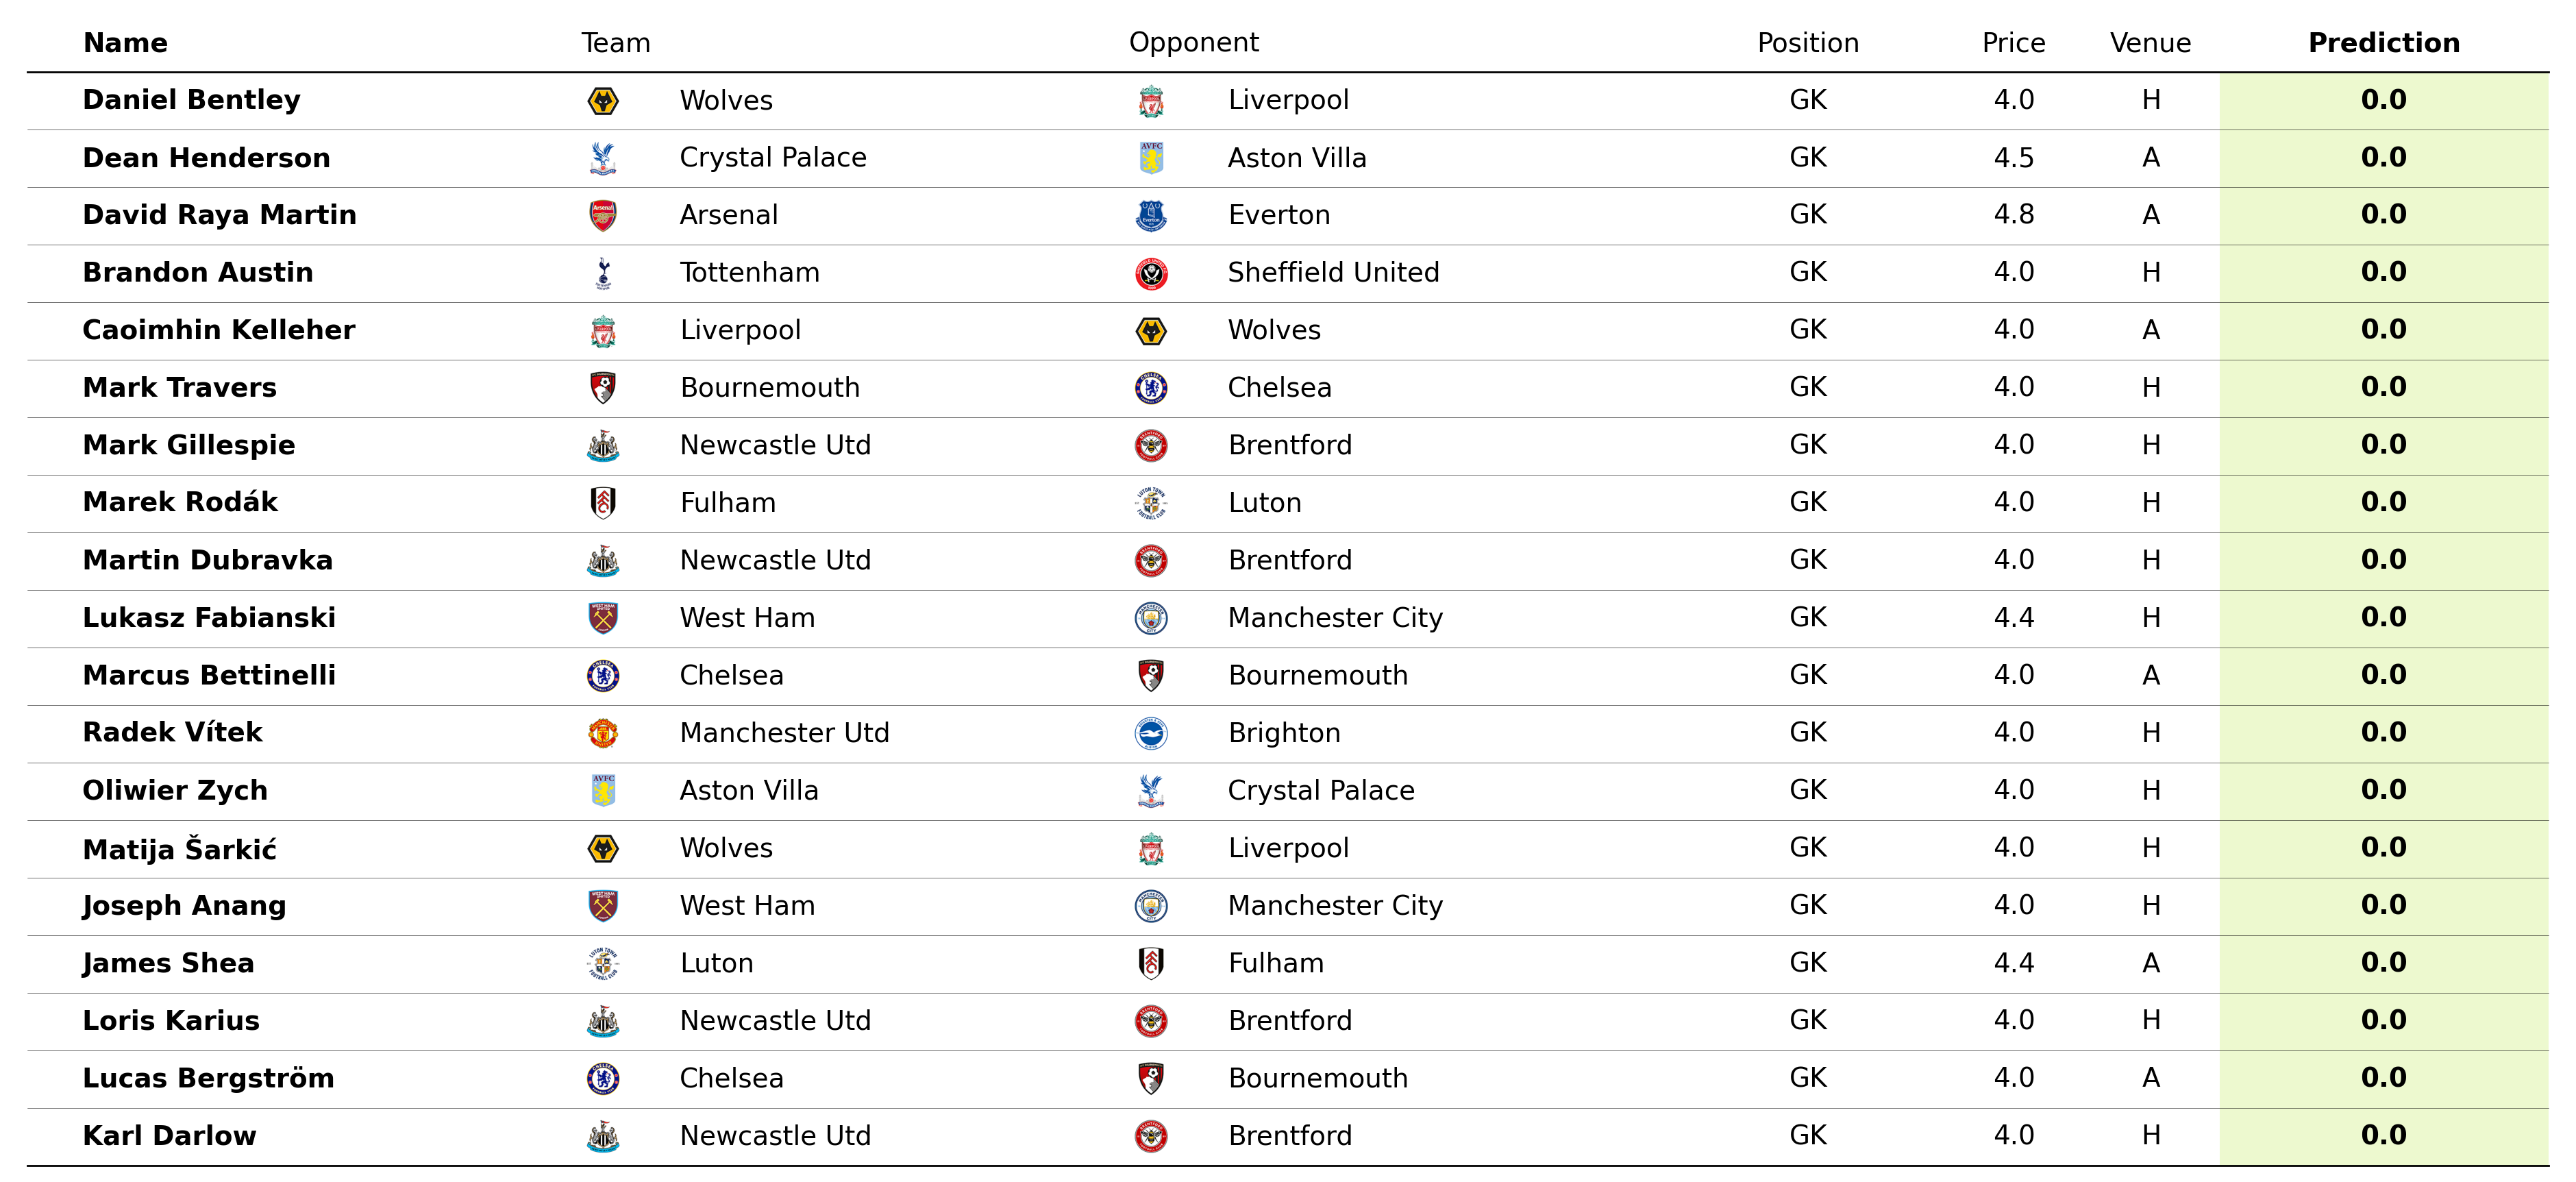 Name Team Opponent Position Price Venue Prediction
Daniel Bentley Wolves Liverpool GK 4.0 H 0.0
Dean Henderson Crystal Palace Aston Villa GK 4.5 A 0.0
David Raya Martin Arsenal Everton GK 4.8 A 0.0
Brandon Austin Tottenham Sheffield United GK 4.0 H 0.0
Caoimhin Kelleher Liverpool Wolves GK 4.0 A 0.0
Mark Travers Bournemouth Chelsea GK 4.0 H 0.0
Mark Gillespie Newcastle Utd Brentford GK 4.0 H 0.0
Marek Rodák Fulham Luton GK 4.0 H 0.0
Martin Dubravka Newcastle Utd Brentford GK 4.0 H 0.0
Lukasz Fabianski West Ham Manchester City GK 4.4 H 0.0
Marcus Bettinelli Chelsea Bournemouth GK 4.0 A 0.0
Radek Vítek Manchester Utd Brighton GK 4.0 H 0.0
Oliwier Zych Aston Villa Crystal Palace GK 4.0 H 0.0
Matija Šarkić Wolves Liverpool GK 4.0 H 0.0
Joseph Anang West Ham Manchester City GK 4.0 H 0.0
James Shea Luton Fulham GK 4.4 A 0.0
Loris Karius Newcastle Utd Brentford GK 4.0 H 0.0
Lucas Bergström Chelsea Bournemouth GK 4.0 A 0.0
Karl Darlow Newcastle Utd Brentford GK 4.0 H 0.0